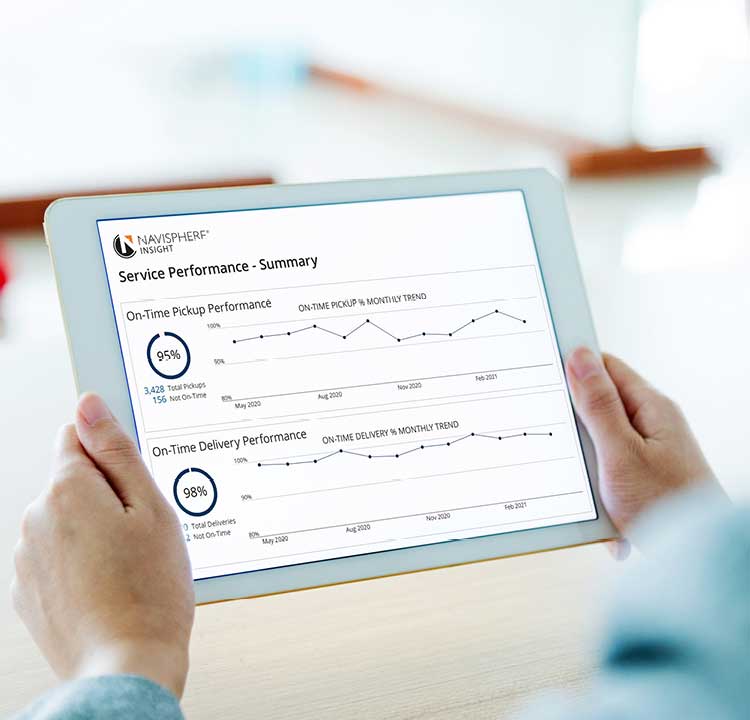 NAVISPHERE®
INSIGHT
Service Performance - Summary
On-Time Pickup Performance
ON-TIME PICKUP % MONTHLY TREND
100%
95%
90%
3,428 Total Pickups
156 Not On-Time
80%
May 2020
Aug 2020
Nov 2020
Feb 2021
On-Time Delivery Performance
ON-TIME DELIVERY % MONTHLY TREND
100%
98%
90%
0 Total Deliveries
2 Not On-Time
80%
May 2020
Aug 2020
Nov 2020
Feb 2021